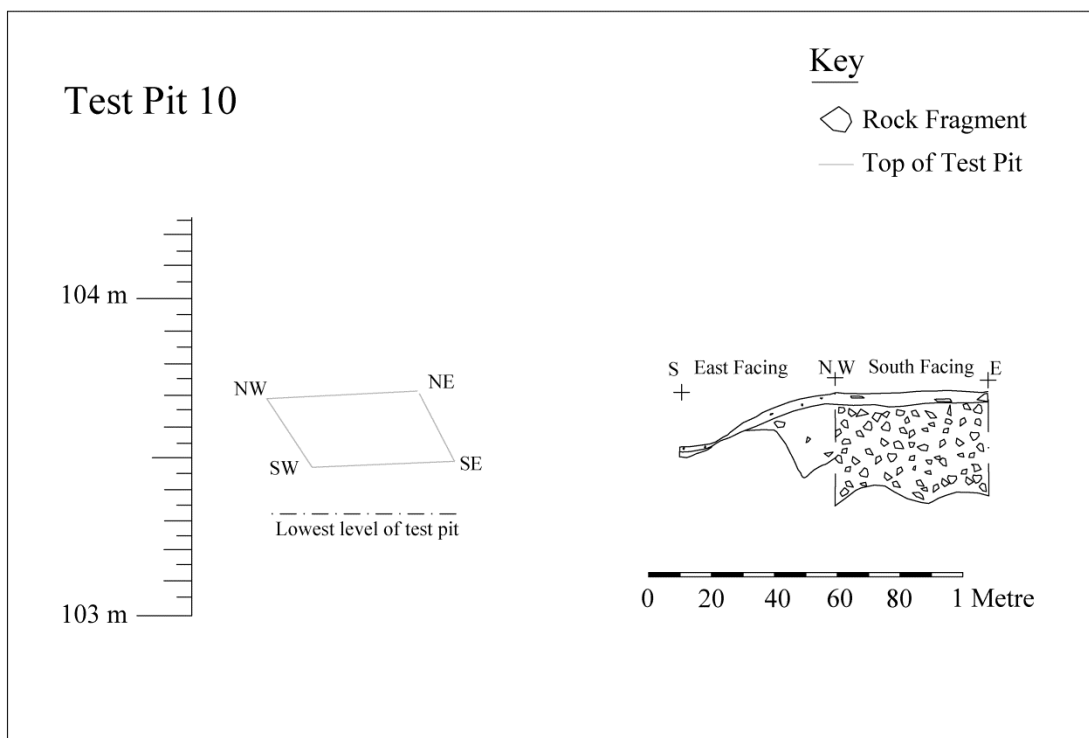 Test Pit 10
Key
Rock Fragment
Top of Test Pit
104 m
103 m
NW
NE
SW
SE
Lowest level of test pit
S East Facing N W South Facing E
0 20 40 60 80 1 Metre